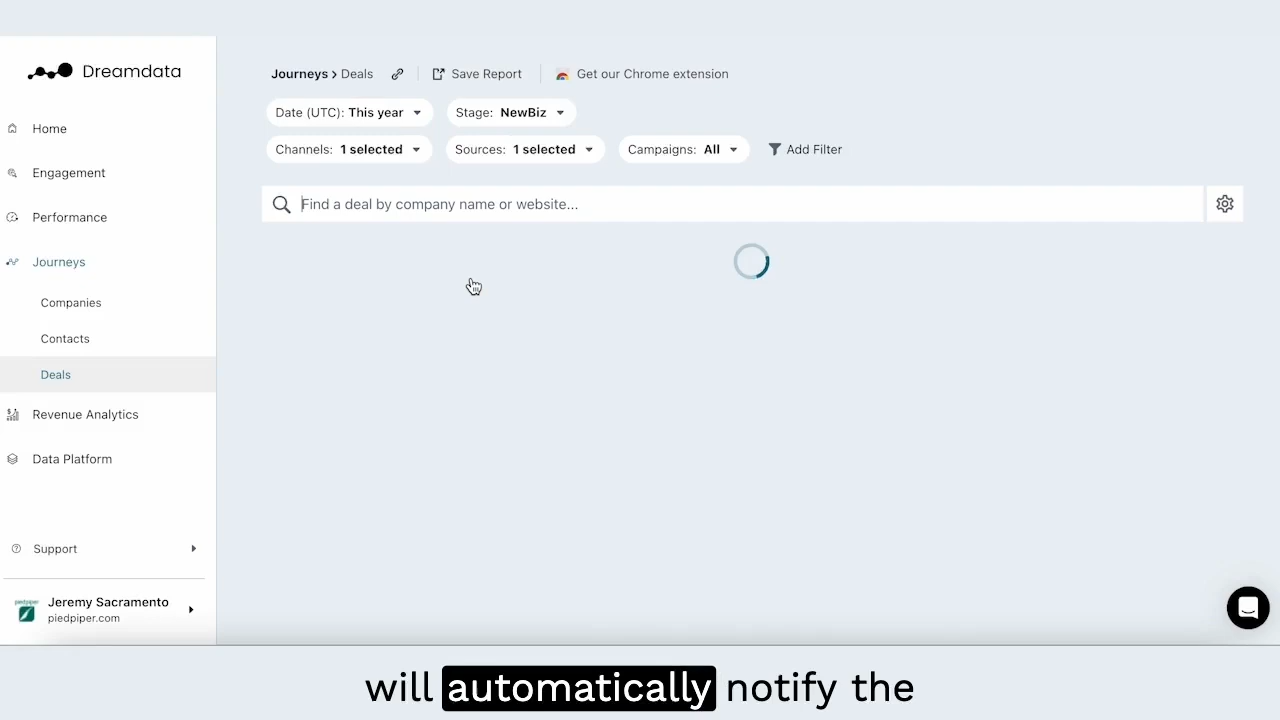 Dreamdata
Home
Engagement
Performance
Journeys
Companies
Contacts
Deals
Revenue Analytics
Data Platform
Support
piedpiper
Jeremy Sacramento
piedpiper.com
Journeys > Deals
Save Report
Get our Chrome extension
Date (UTC): This year
Stage: NewBiz
Channels: 1 selected
Sources: 1 selected
Campaigns: All
Add Filter
Find a deal by company name or website...
will automatically notify the